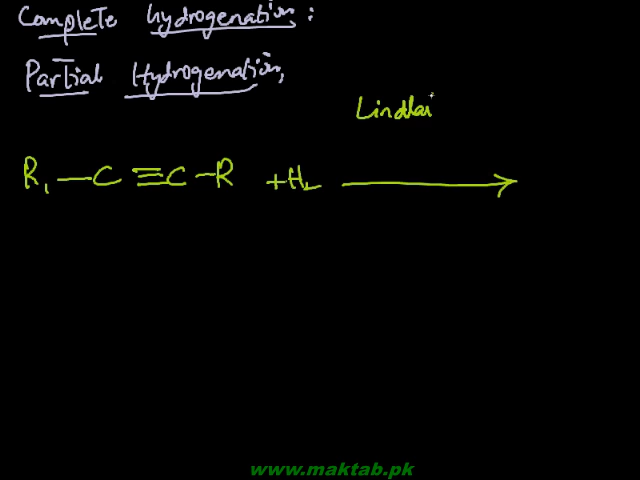 Complete hydrogenation:
Partial Hydrogenation,
Lindlar
R₁—C≡C—R + H₂ ⟶
www.maktab.pk